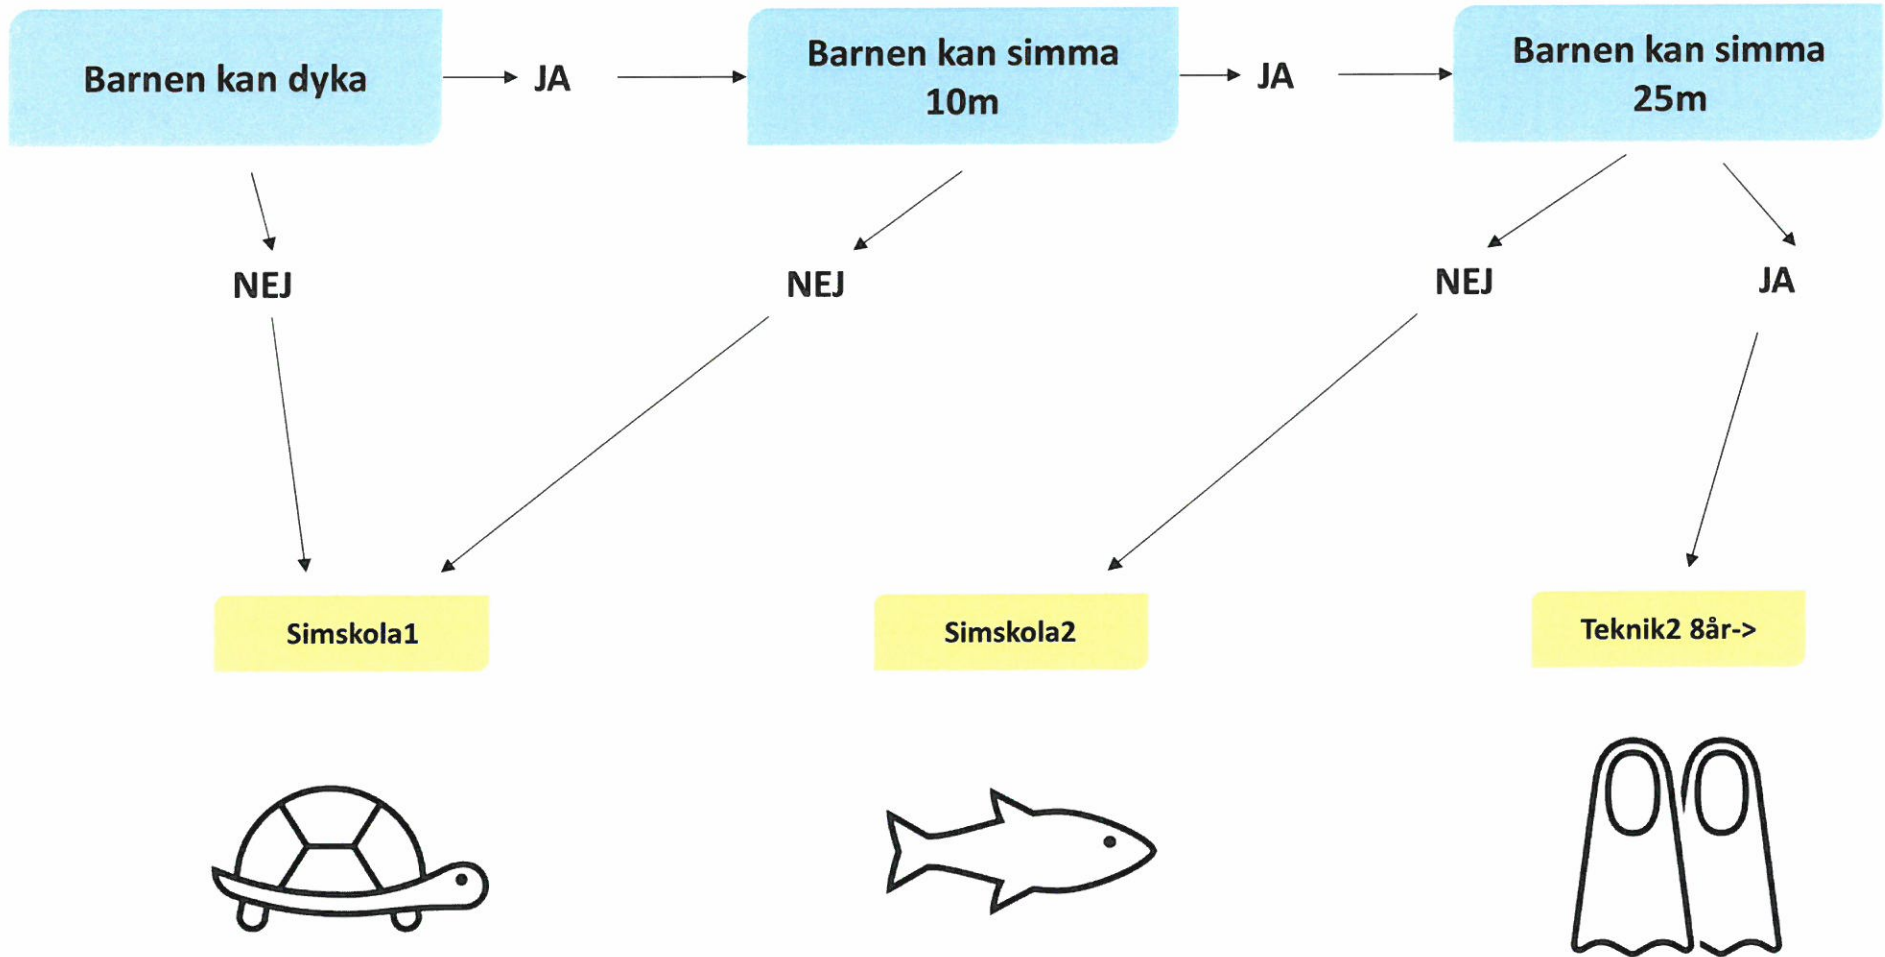 Barnen kan dyka
JA
Barnen kan simma
10m
JA
Barnen kan simma
25m
NEJ
NEJ
NEJ
JA
Simskola1
Simskola2
Teknik2 8år->